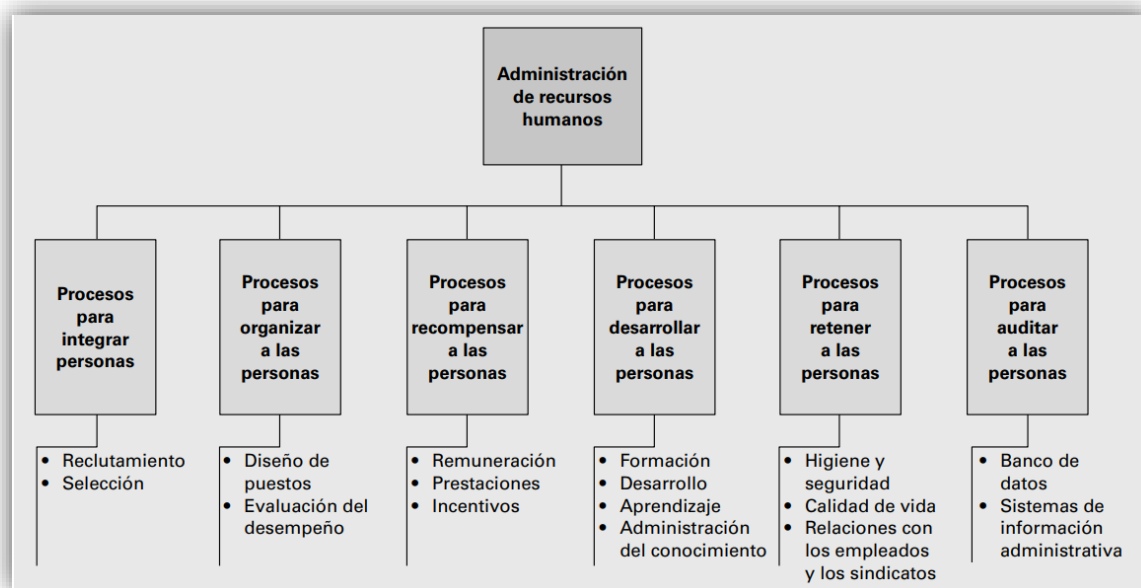 Administración
de recursos
humanos
Procesos
para
integrar
personas
Procesos
para
organizar
a las
personas
Procesos
para
recompensar
a las
personas
Procesos
para
desarrollar
a las
personas
Procesos
para
retener
a las
personas
Procesos
para
auditar
a las
personas
• Reclutamiento
• Selección
• Diseño de
puestos
• Evaluación del
desempeño
• Remuneración
• Prestaciones
• Incentivos
• Formación
• Desarrollo
• Aprendizaje
• Administración
del conocimiento
• Higiene y
seguridad
• Calidad de vida
• Relaciones con
los empleados
y los sindicatos
• Banco de
datos
• Sistemas de
información
administrativa